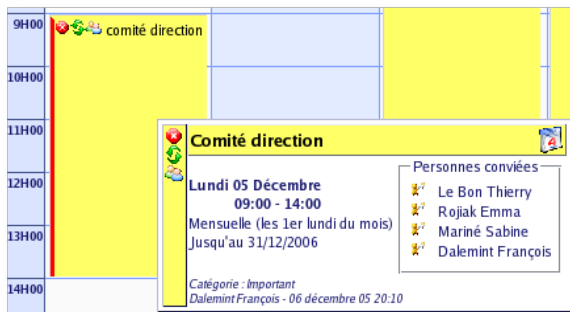 9H00
comité direction
10H00
11H00
Comité direction
4
12H00
Lundi 05 Décembre
09:00 - 14:00
Mensuelle (les 1er lundi du mois)
Jusqu'au 31/12/2006
Personnes conviées
Le Bon Thierry
Rojiak Emma
Mariné Sabine
Dalemint François
13H00
14H00
Catégorie : Important
Dalemint François - 06 décembre 05 20:10